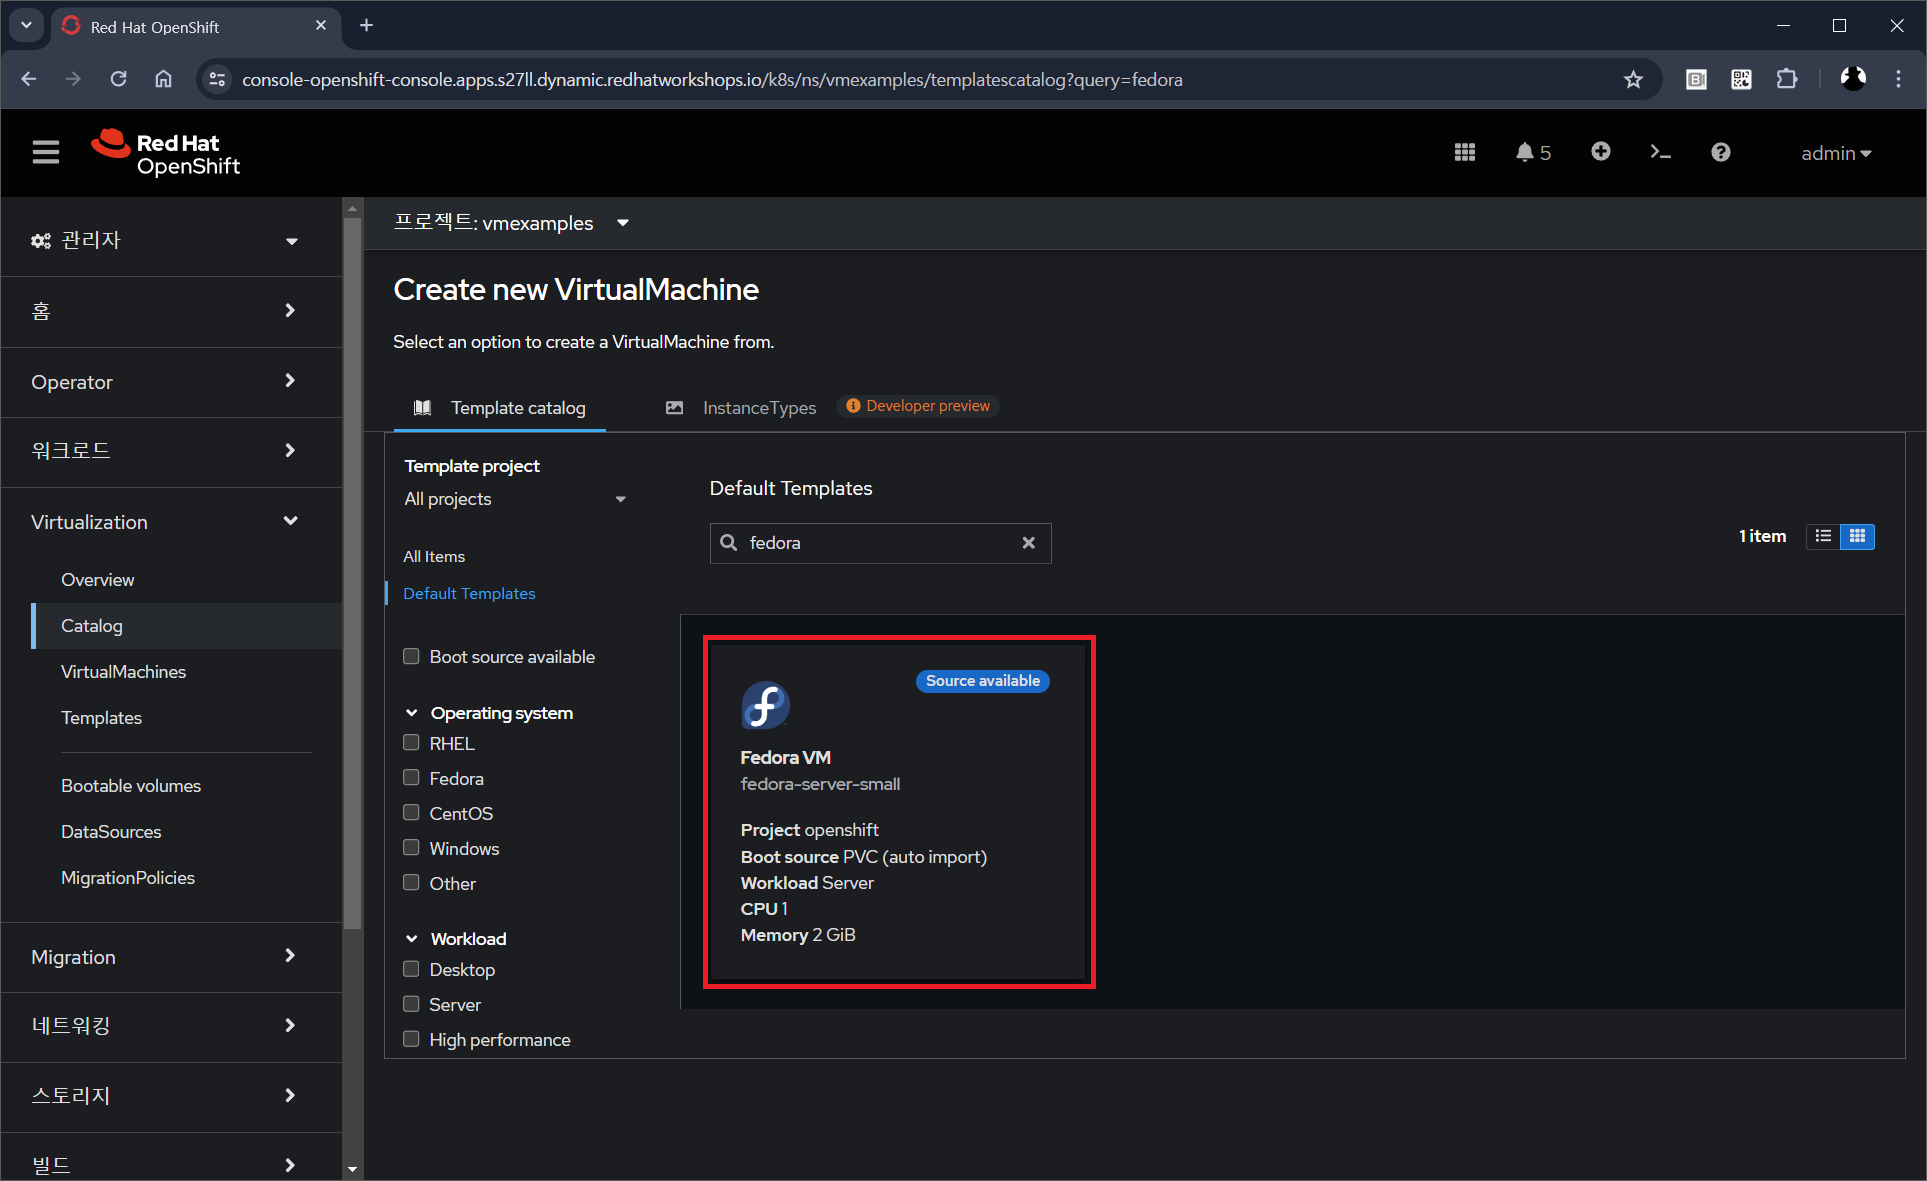 Red Hat OpenShift
console-openshift-console.apps.s27ll.dynamic.redhatworkshops.io/k8s/ns/vmexamples/templatescatalog?query=fedora
Red Hat
OpenShift
5
admin
관리자
홈
Operator
워크로드
Virtualization
Overview
Catalog
VirtualMachines
Templates
Bootable volumes
DataSources
MigrationPolicies
Migration
네트워킹
스토리지
빌드
프로젝트: vmexamples
Create new VirtualMachine
Select an option to create a VirtualMachine from.
Template catalog
InstanceTypes
Developer preview
Template project
All projects
All Items
Default Templates
Boot source available
Operating system
RHEL
Fedora
CentOS
Windows
Other
Workload
Desktop
Server
High performance
Default Templates
fedora
1 item
Source available
Fedora VM
fedora-server-small
Project openshift
Boot source PVC (auto import)
Workload Server
CPU 1
Memory 2 GiB